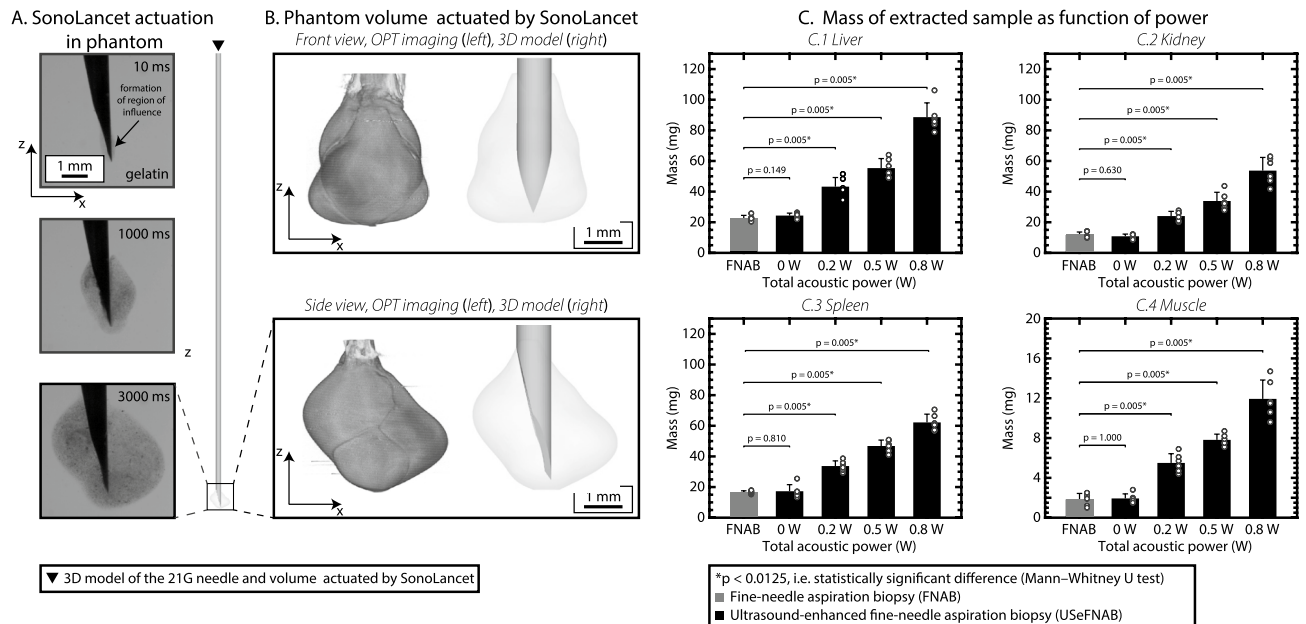 A. SonoLancet actuation
in phantom
10 ms
formation
of region of
influence
z
1 mm
gelatin
x
1000 ms
z
3000 ms
▼ 3D model of the 21G needle and volume actuated by SonoLancet
B. Phantom volume actuated by SonoLancet
Front view, OPT imaging (left), 3D model (right)
z
x
1 mm
Side view, OPT imaging (left), 3D model (right)
z
x
1 mm
C. Mass of extracted sample as function of power
C.1 Liver
120
100
80
60
40
20
0
Mass (mg)
p = 0.005*
p = 0.005*
p = 0.005*
p = 0.149
FNAB 0 W 0.2 W 0.5 W 0.8 W
Total acoustic power (W)
C.2 Kidney
120
100
80
60
40
20
0
Mass (mg)
p = 0.005*
p = 0.005*
p = 0.005*
p = 0.630
FNAB 0 W 0.2 W 0.5 W 0.8 W
Total acoustic power (W)
C.3 Spleen
120
100
80
60
40
20
0
Mass (mg)
p = 0.005*
p = 0.005*
p = 0.005*
p = 0.810
FNAB 0 W 0.2 W 0.5 W 0.8 W
Total acoustic power (W)
C.4 Muscle
20
16
12
8
4
0
Mass (mg)
p = 0.005*
p = 0.005*
p = 0.005*
p = 1.000
FNAB 0 W 0.2 W 0.5 W 0.8 W
Total acoustic power (W)
*p < 0.0125, i.e. statistically significant difference (Mann–Whitney U test)
Fine-needle aspiration biopsy (FNAB)
Ultrasound-enhanced fine-needle aspiration biopsy (USeFNAB)